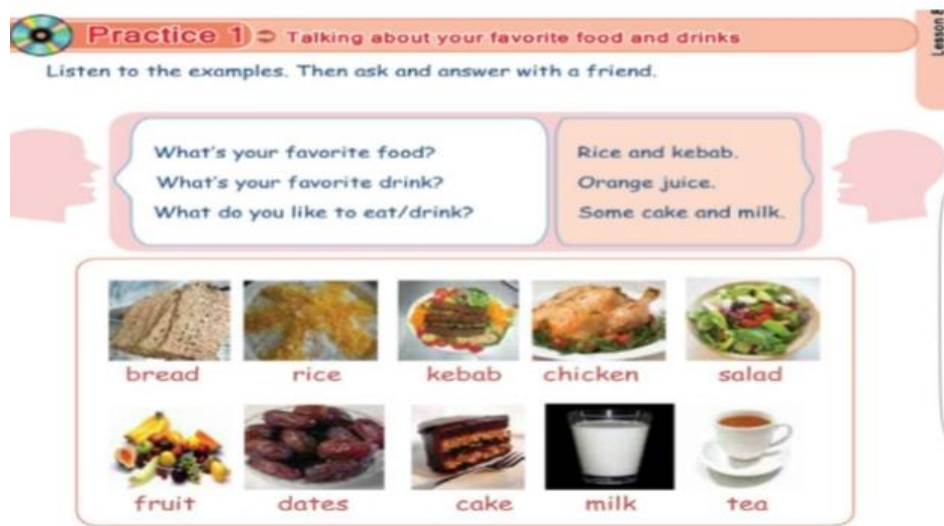 Practice 1 ⇒ Talking about your favorite food and drinks
Lesson 8
Listen to the examples. Then ask and answer with a friend.
What's your favorite food?
Rice and kebab.
What's your favorite drink?
Orange juice.
What do you like to eat/drink?
Some cake and milk.
bread rice kebab chicken salad
fruit dates cake milk tea